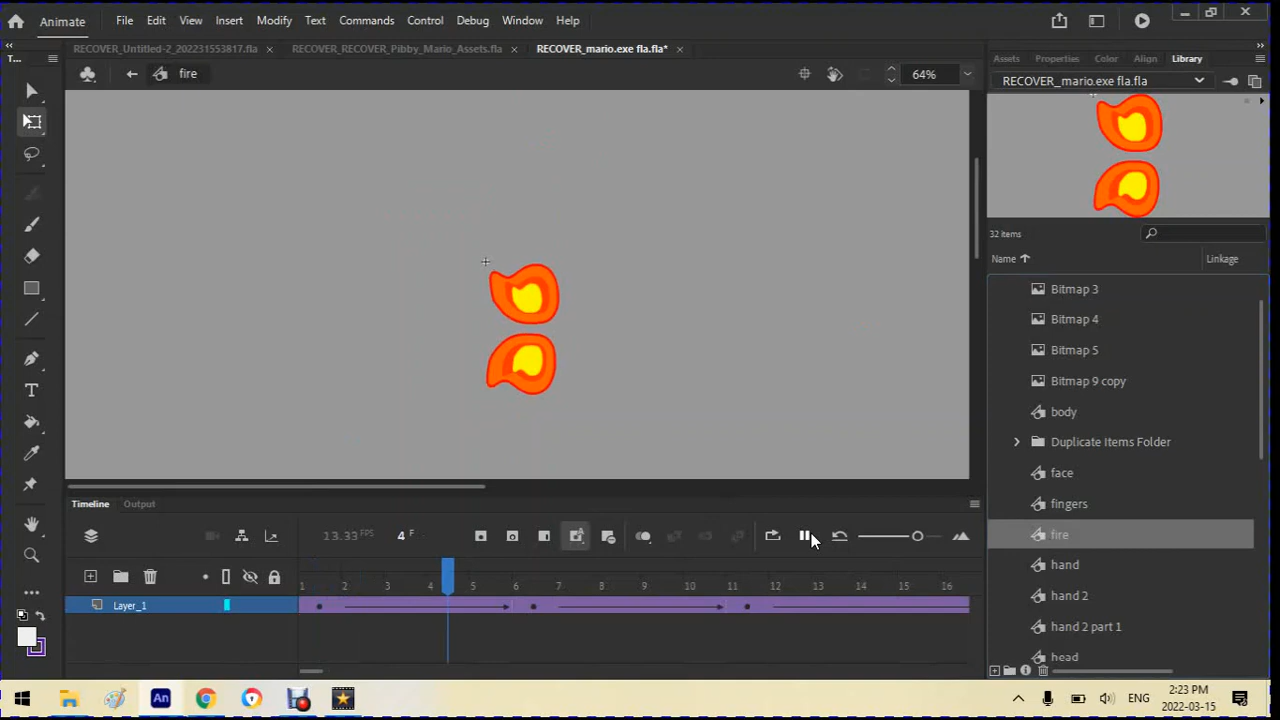 Animate File Edit View Insert Modify Text Commands Control Debug Window Help
RECOVER_Untitled-2_202231553817.fla × RECOVER_RECOVER_Pibby_Mario_Assets.fla × RECOVER_mario.exe fla.fla* ×
T...
fire 64%
Assets Properties Color Align Library
RECOVER_mario.exe fla.fla
32 items
Name Linkage
Bitmap 3
Bitmap 4
Bitmap 5
Bitmap 9 copy
body
Duplicate Items Folder
face
fingers
fire
hand
hand 2
hand 2 part 1
head
Timeline Output
13.33 FPS 4 F
1 2 3 4 5 6 7 8 9 10 11 12 13 14 15 16
Layer_1
An
ENG 2:23 PM
2022-03-15